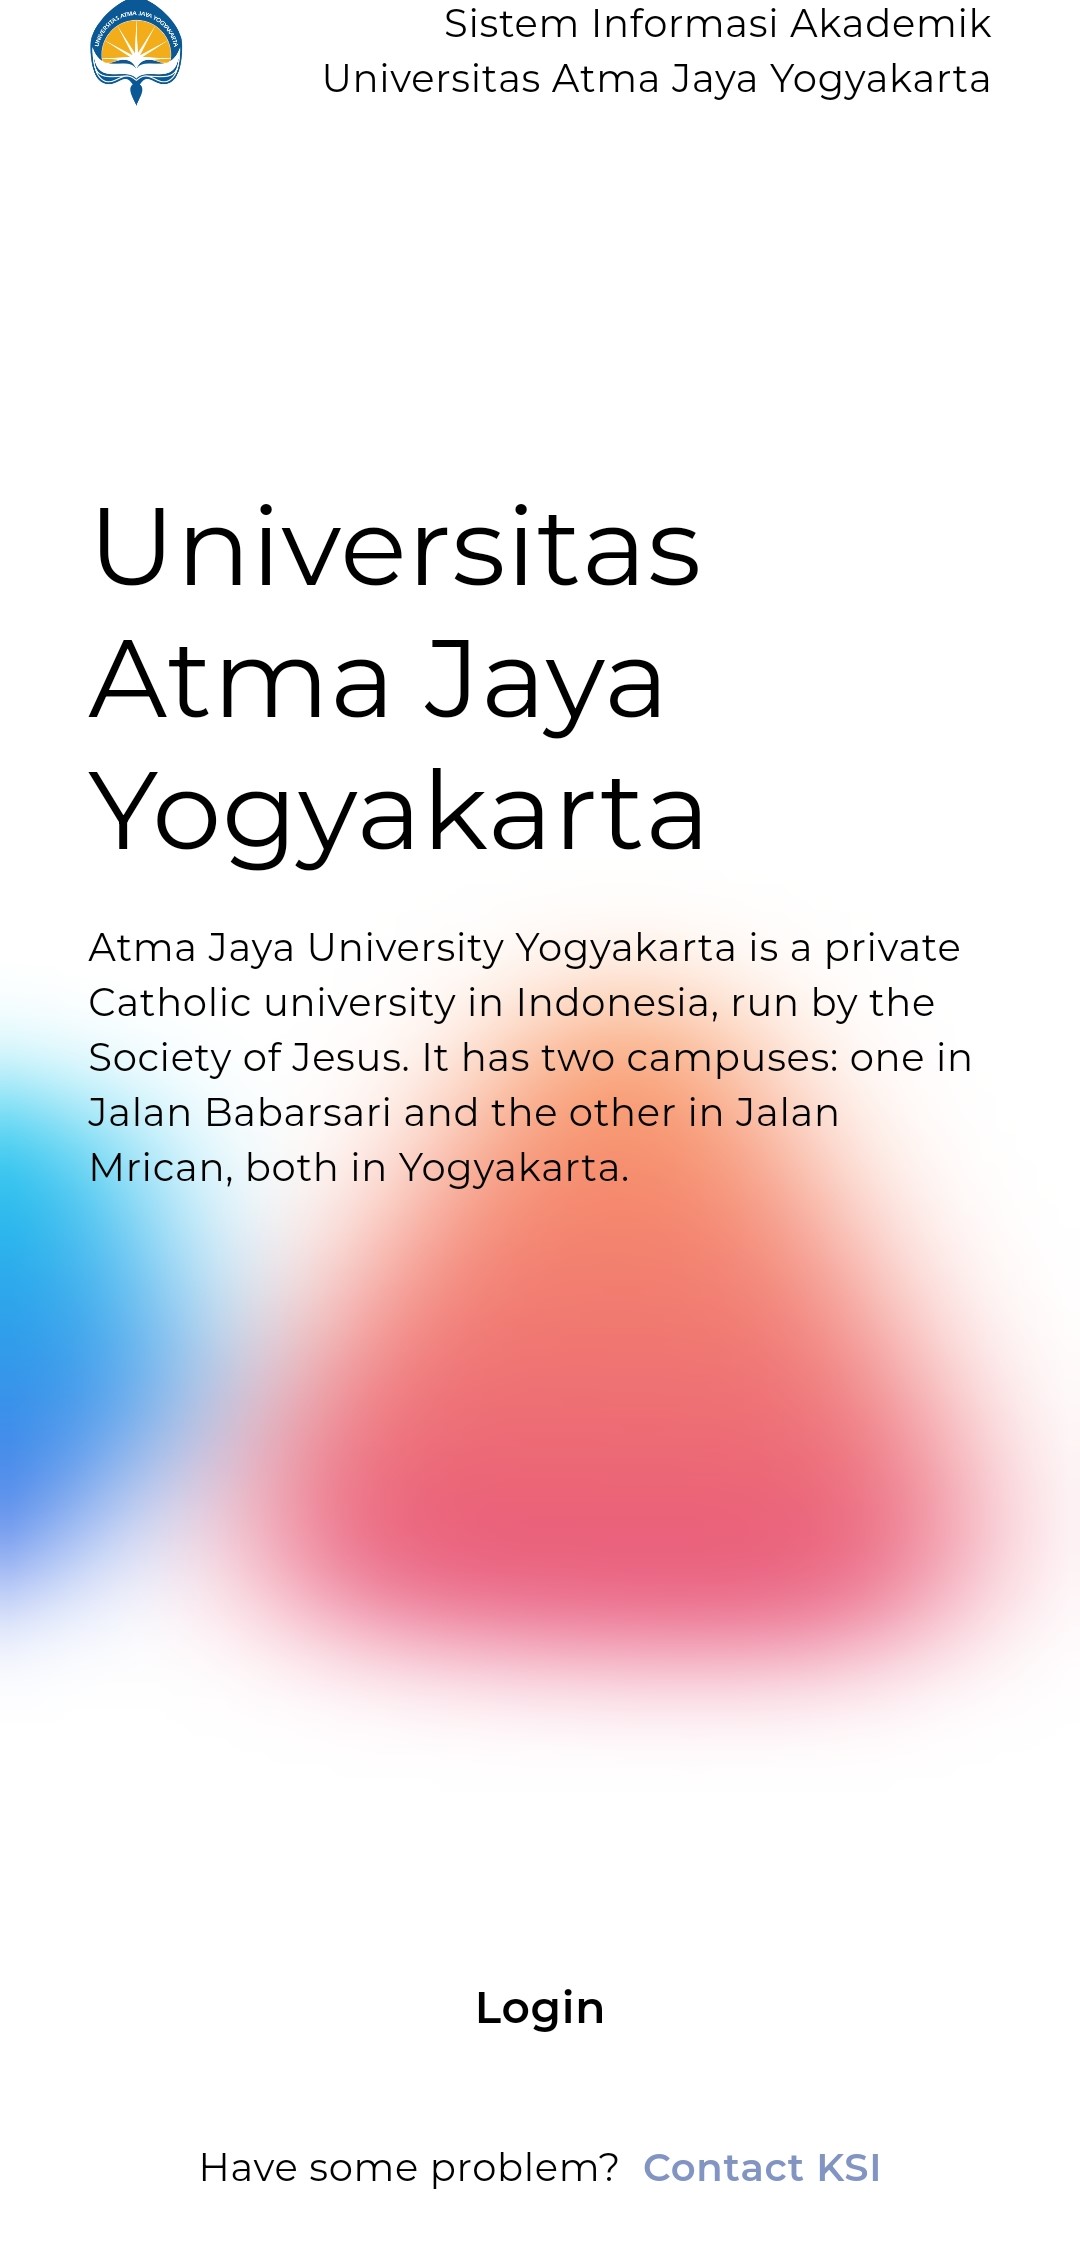 UNIVERSITAS ATMA JAYA YOGYAKARTA
Sistem Informasi Akademik
Universitas Atma Jaya Yogyakarta
Universitas
Atma Jaya
Yogyakarta
Atma Jaya University Yogyakarta is a private
Catholic university in Indonesia, run by the
Society of Jesus. It has two campuses: one in
Jalan Babarsari and the other in Jalan
Mrican, both in Yogyakarta.
Login
Have some problem? Contact KSI